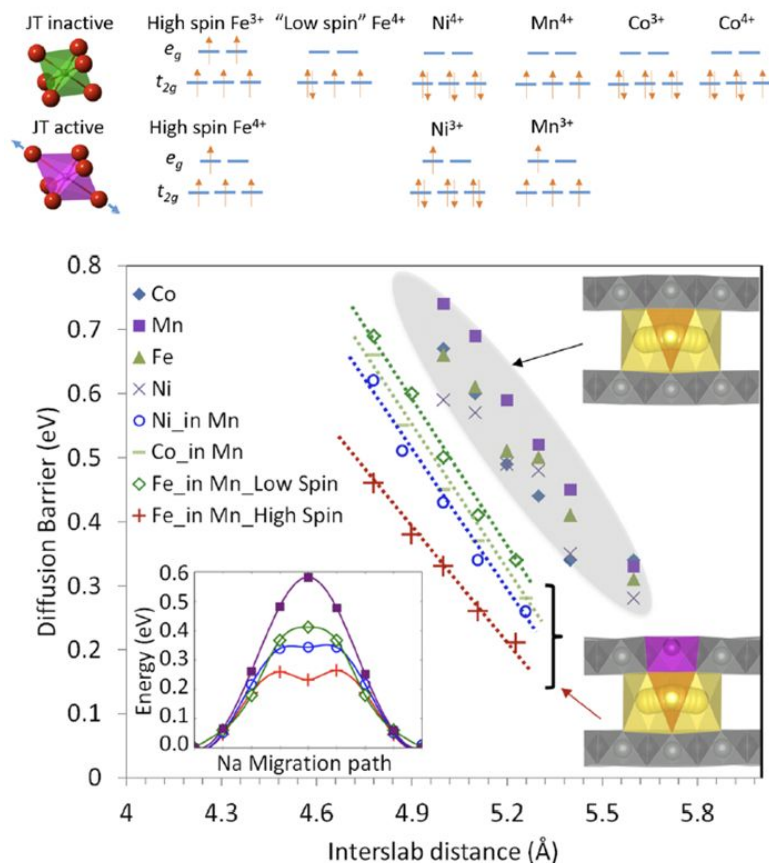 JT inactive High spin Fe3+ “Low spin” Fe4+ Ni4+ Mn4+ Co3+ Co4+
eg
t2g
JT active High spin Fe4+ Ni3+ Mn3+
eg
t2g
0.8
0.7
0.6
0.5
0.4
0.3
0.2
0.1
0
Diffusion Barrier (eV)
Co
Mn
Fe
Ni
Ni_in Mn
Co_in Mn
Fe_in Mn_Low Spin
Fe_in Mn_High Spin
0.6
0.5
0.4
0.3
0.2
0.1
0.0
Energy (eV)
Na Migration path
4 4.3 4.6 4.9 5.2 5.5 5.8
Interslab distance (Å)